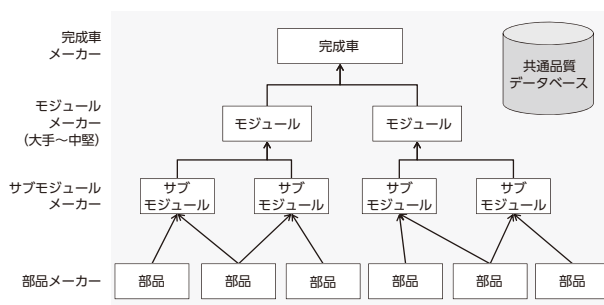 完成車
メーカー
完成車
共通品質
データベース
モジュール
メーカー
(大手~中堅)
モジュール
モジュール
サブモジュール
メーカー
サブ
モジュール
サブ
モジュール
サブ
モジュール
サブ
モジュール
部品メーカー
部品
部品
部品
部品
部品
部品